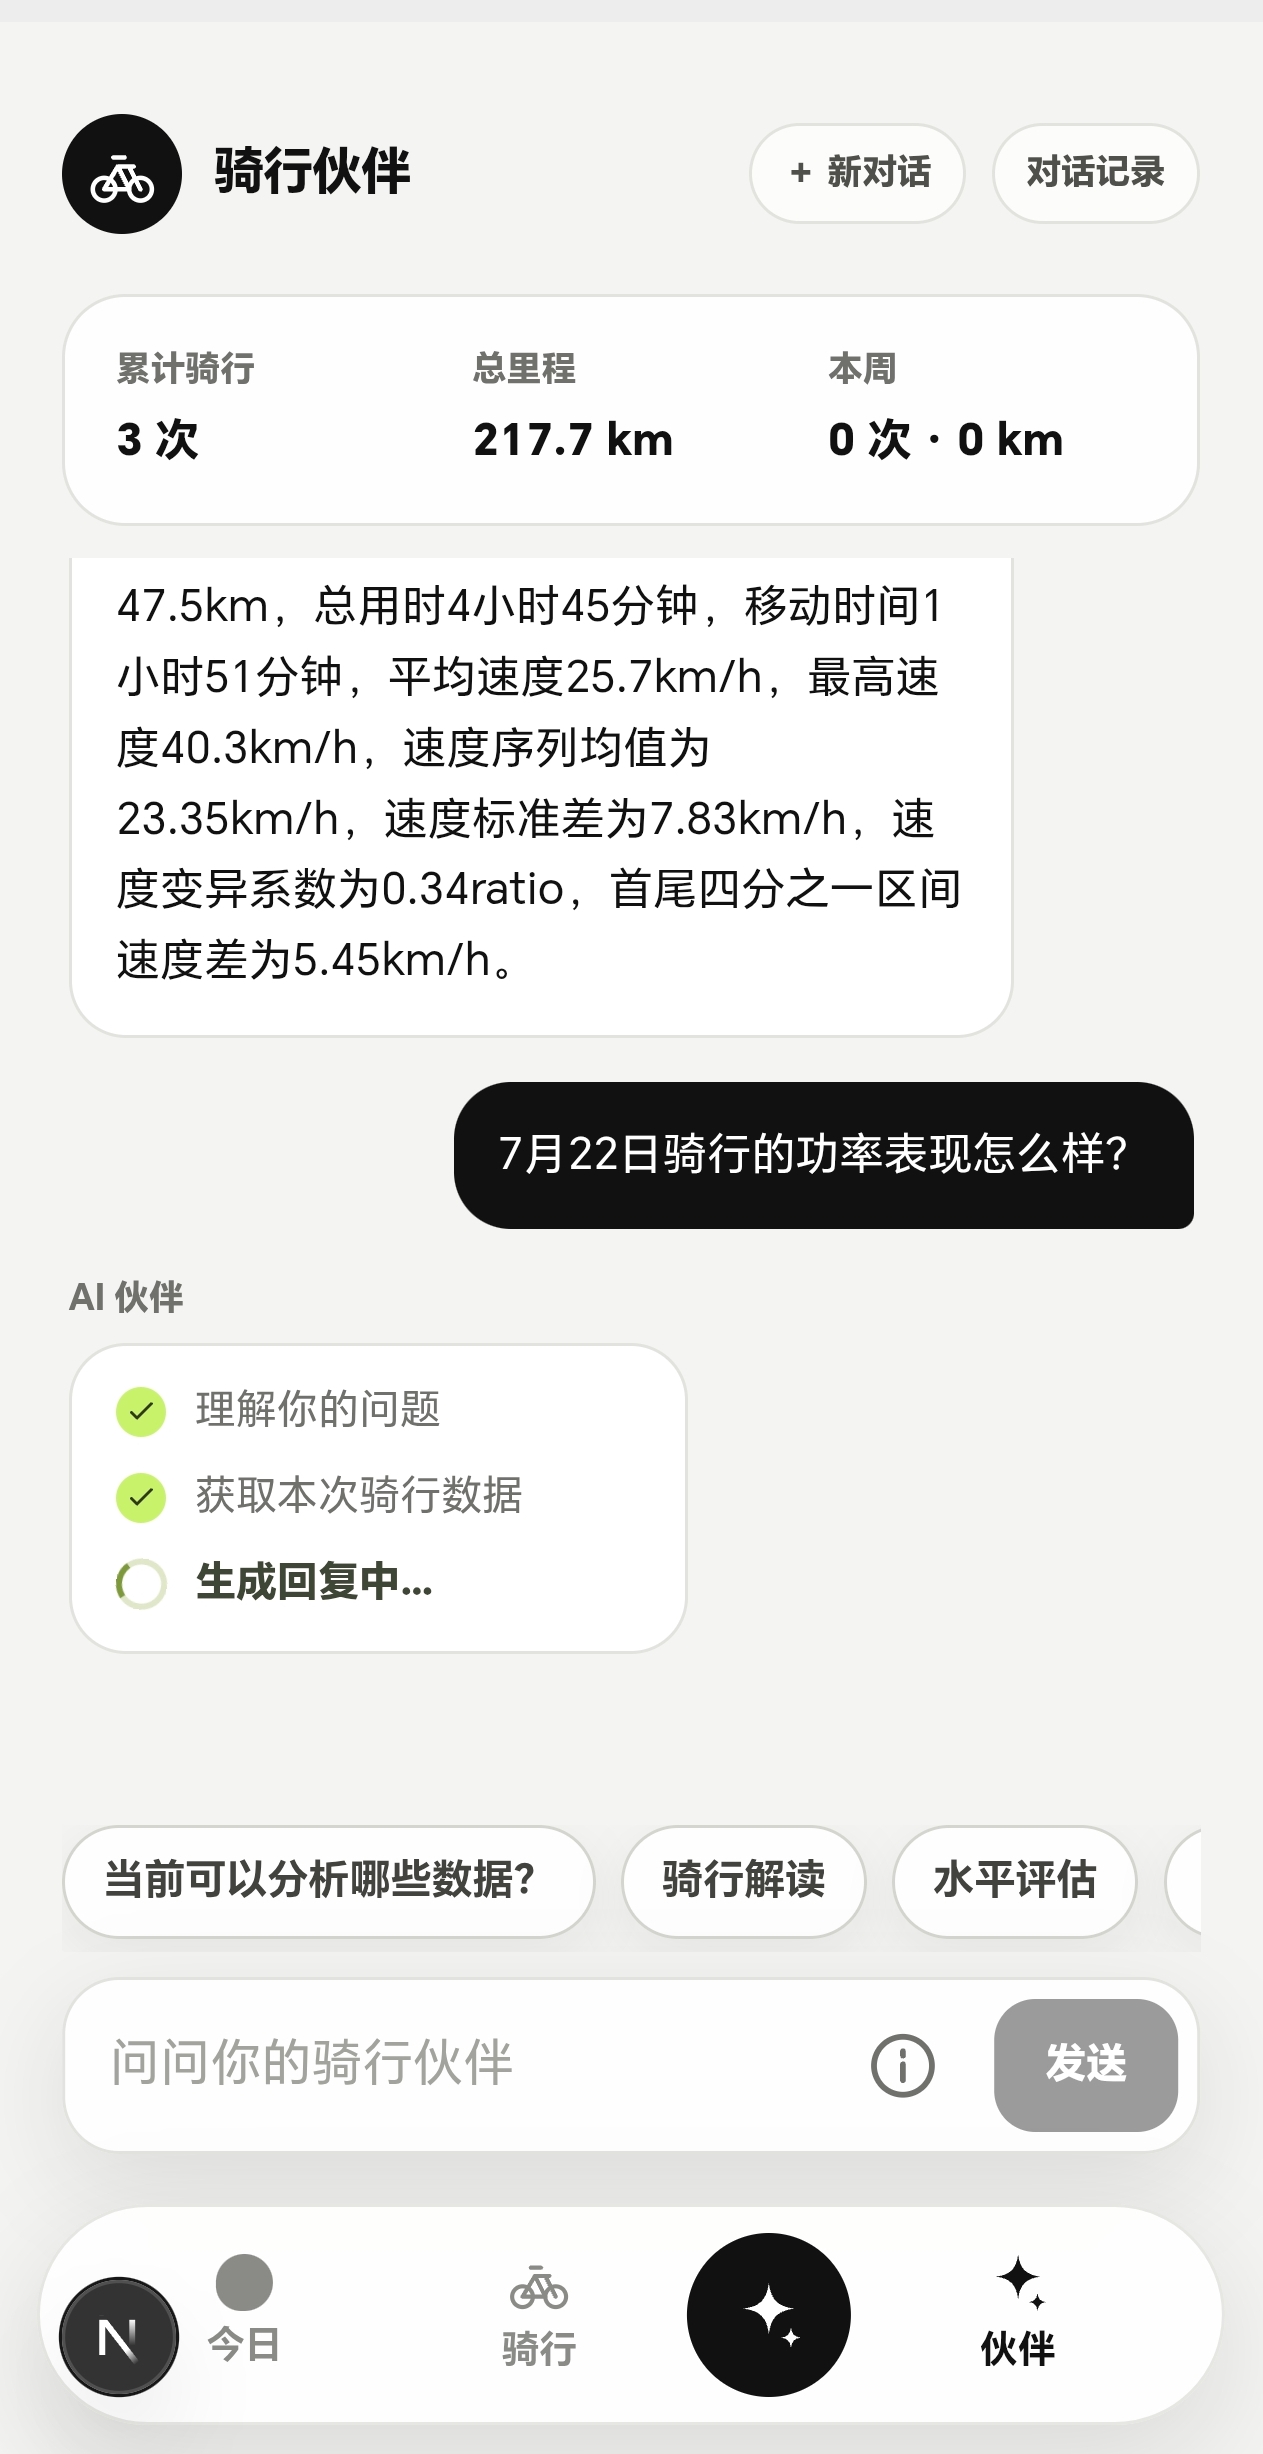 骑行伙伴
+ 新对话
对话记录
累计骑行
总里程
本周
3 次
217.7 km
0 次 · 0 km
47.5km，总用时4小时45分钟，移动时间1
小时51分钟，平均速度25.7km/h，最高速
度40.3km/h，速度序列均值为
23.35km/h，速度标准差为7.83km/h，速
度变异系数为0.34ratio，首尾四分之一区间
速度差为5.45km/h。
7月22日骑行的功率表现怎么样？
AI 伙伴
理解你的问题
获取本次骑行数据
生成回复中...
当前可以分析哪些数据？
骑行解读
水平评估
问问你的骑行伙伴
发送
N
今日
骑行
伙伴